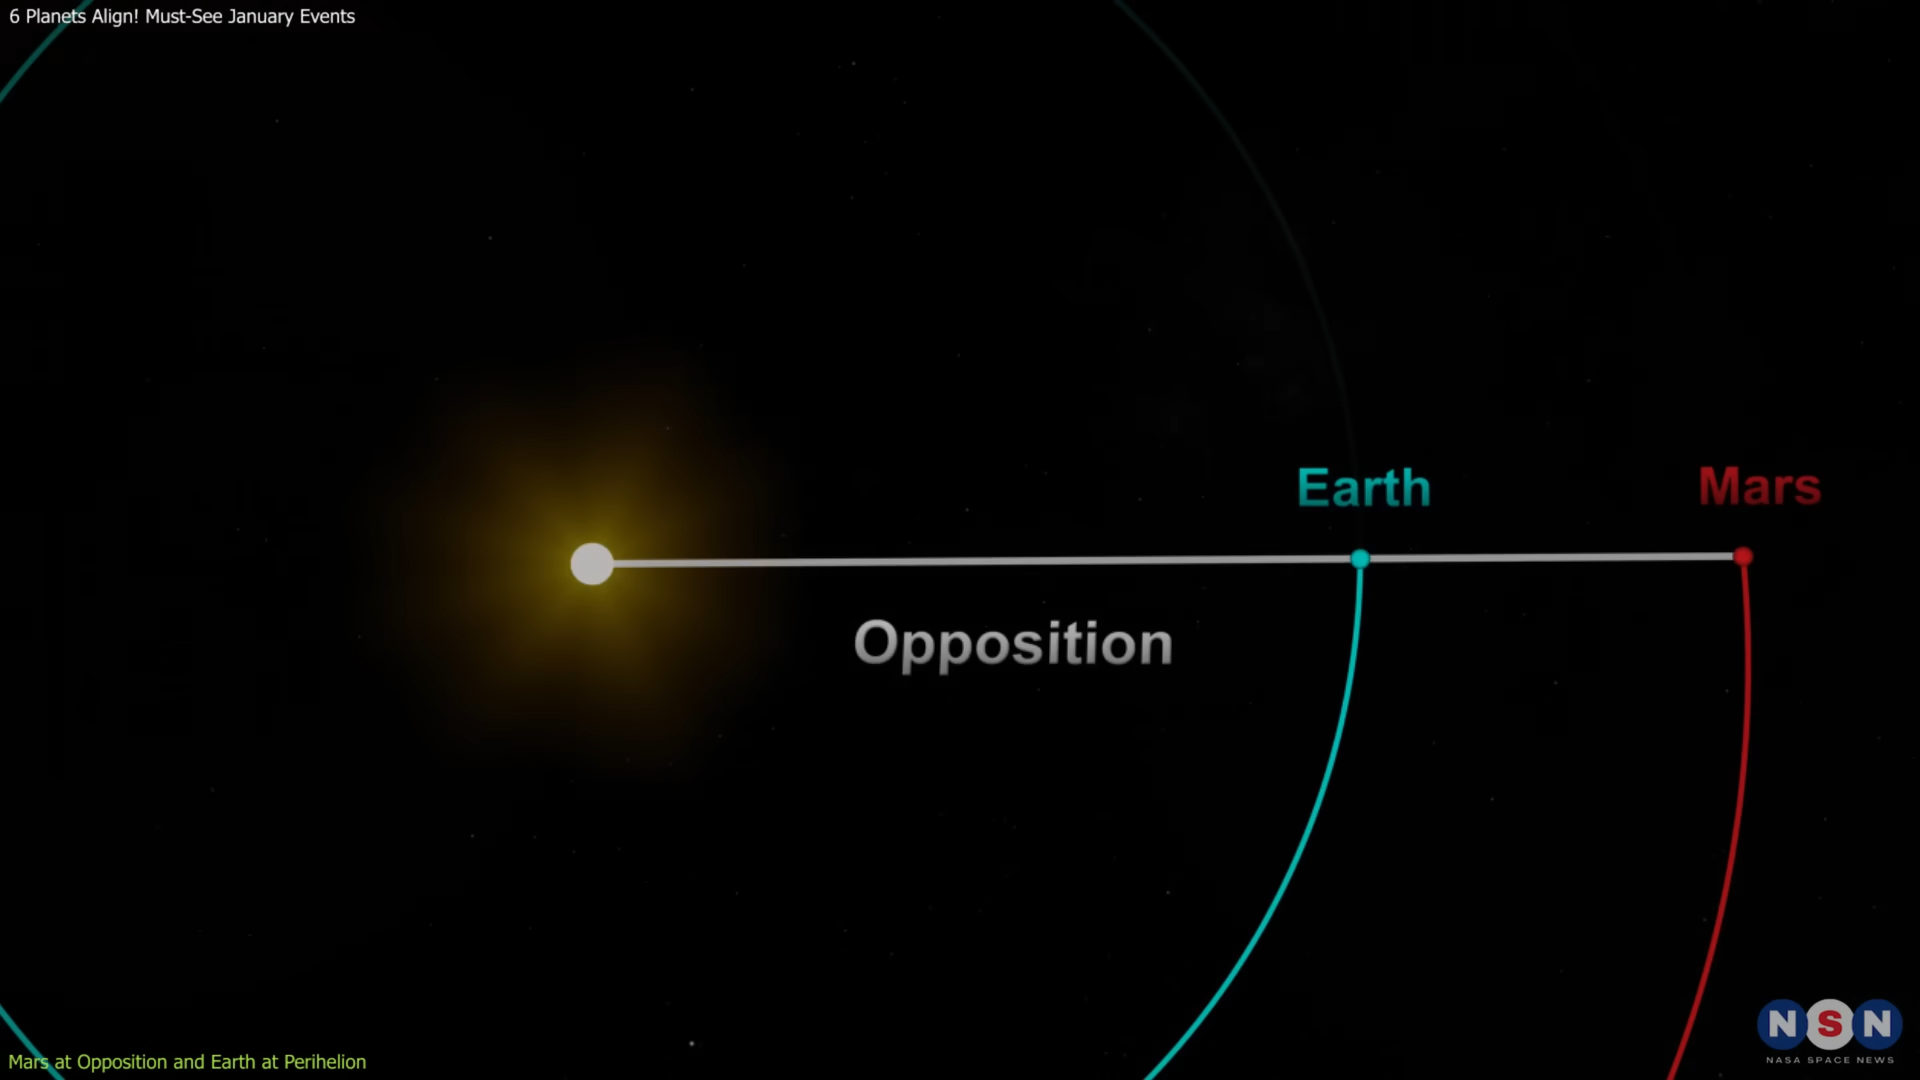 6 Planets Align! Must-See January Events
Earth
Mars
Opposition
NSN
NASA SPACE NEWS
Mars at Opposition and Earth at Perihelion